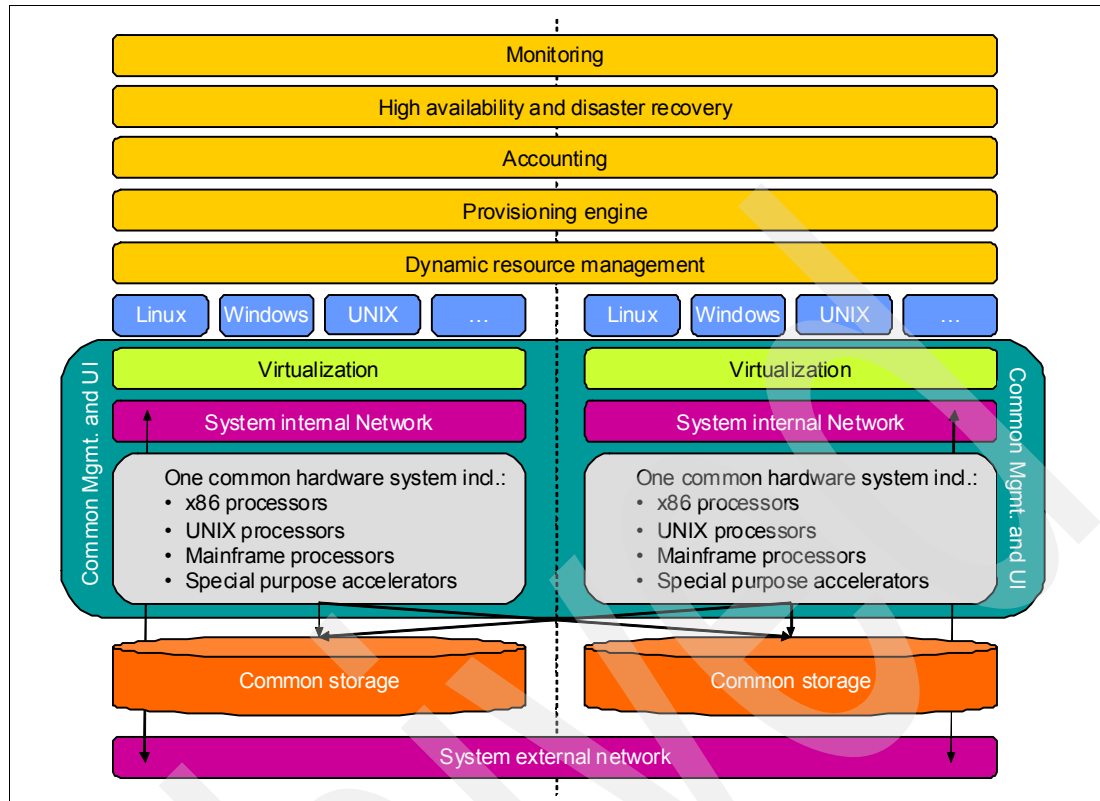 Monitoring
High availability and disaster recovery
Accounting
Provisioning engine
Dynamic resource management
Linux
Windows
UNIX
…
Linux
Windows
UNIX
…
Common Mgmt. and UI
Virtualization
System internal Network
One common hardware system incl.:
• x86 processors
• UNIX processors
• Mainframe processors
• Special purpose accelerators
Virtualization
System internal Network
One common hardware system incl.:
• x86 processors
• UNIX processors
• Mainframe processors
• Special purpose accelerators
Common Mgmt. and UI
Common storage
Common storage
System external network